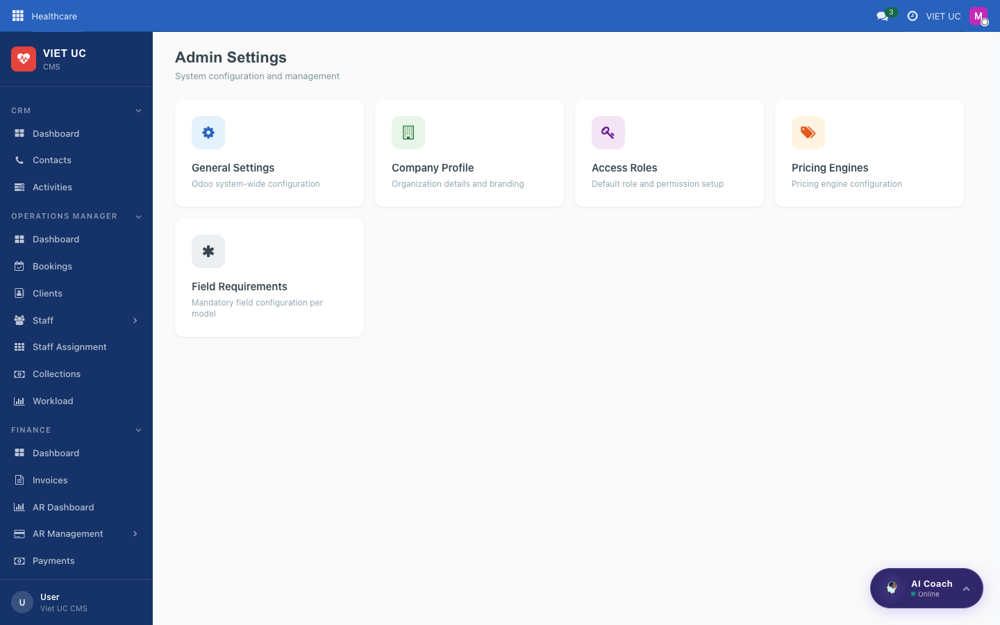 Healthcare
3
VIET UC
M
VIET UC
CMS
CRM
Dashboard
Contacts
Activities
OPERATIONS MANAGER
Dashboard
Bookings
Clients
Staff
Staff Assignment
Collections
Workload
FINANCE
Dashboard
Invoices
AR Dashboard
AR Management
Payments
U
User
Viet UC CMS
Admin Settings
System configuration and management
General Settings
Odoo system-wide configuration
Company Profile
Organization details and branding
Access Roles
Default role and permission setup
Pricing Engines
Pricing engine configuration
Field Requirements
Mandatory field configuration per
model
AI Coach
Online